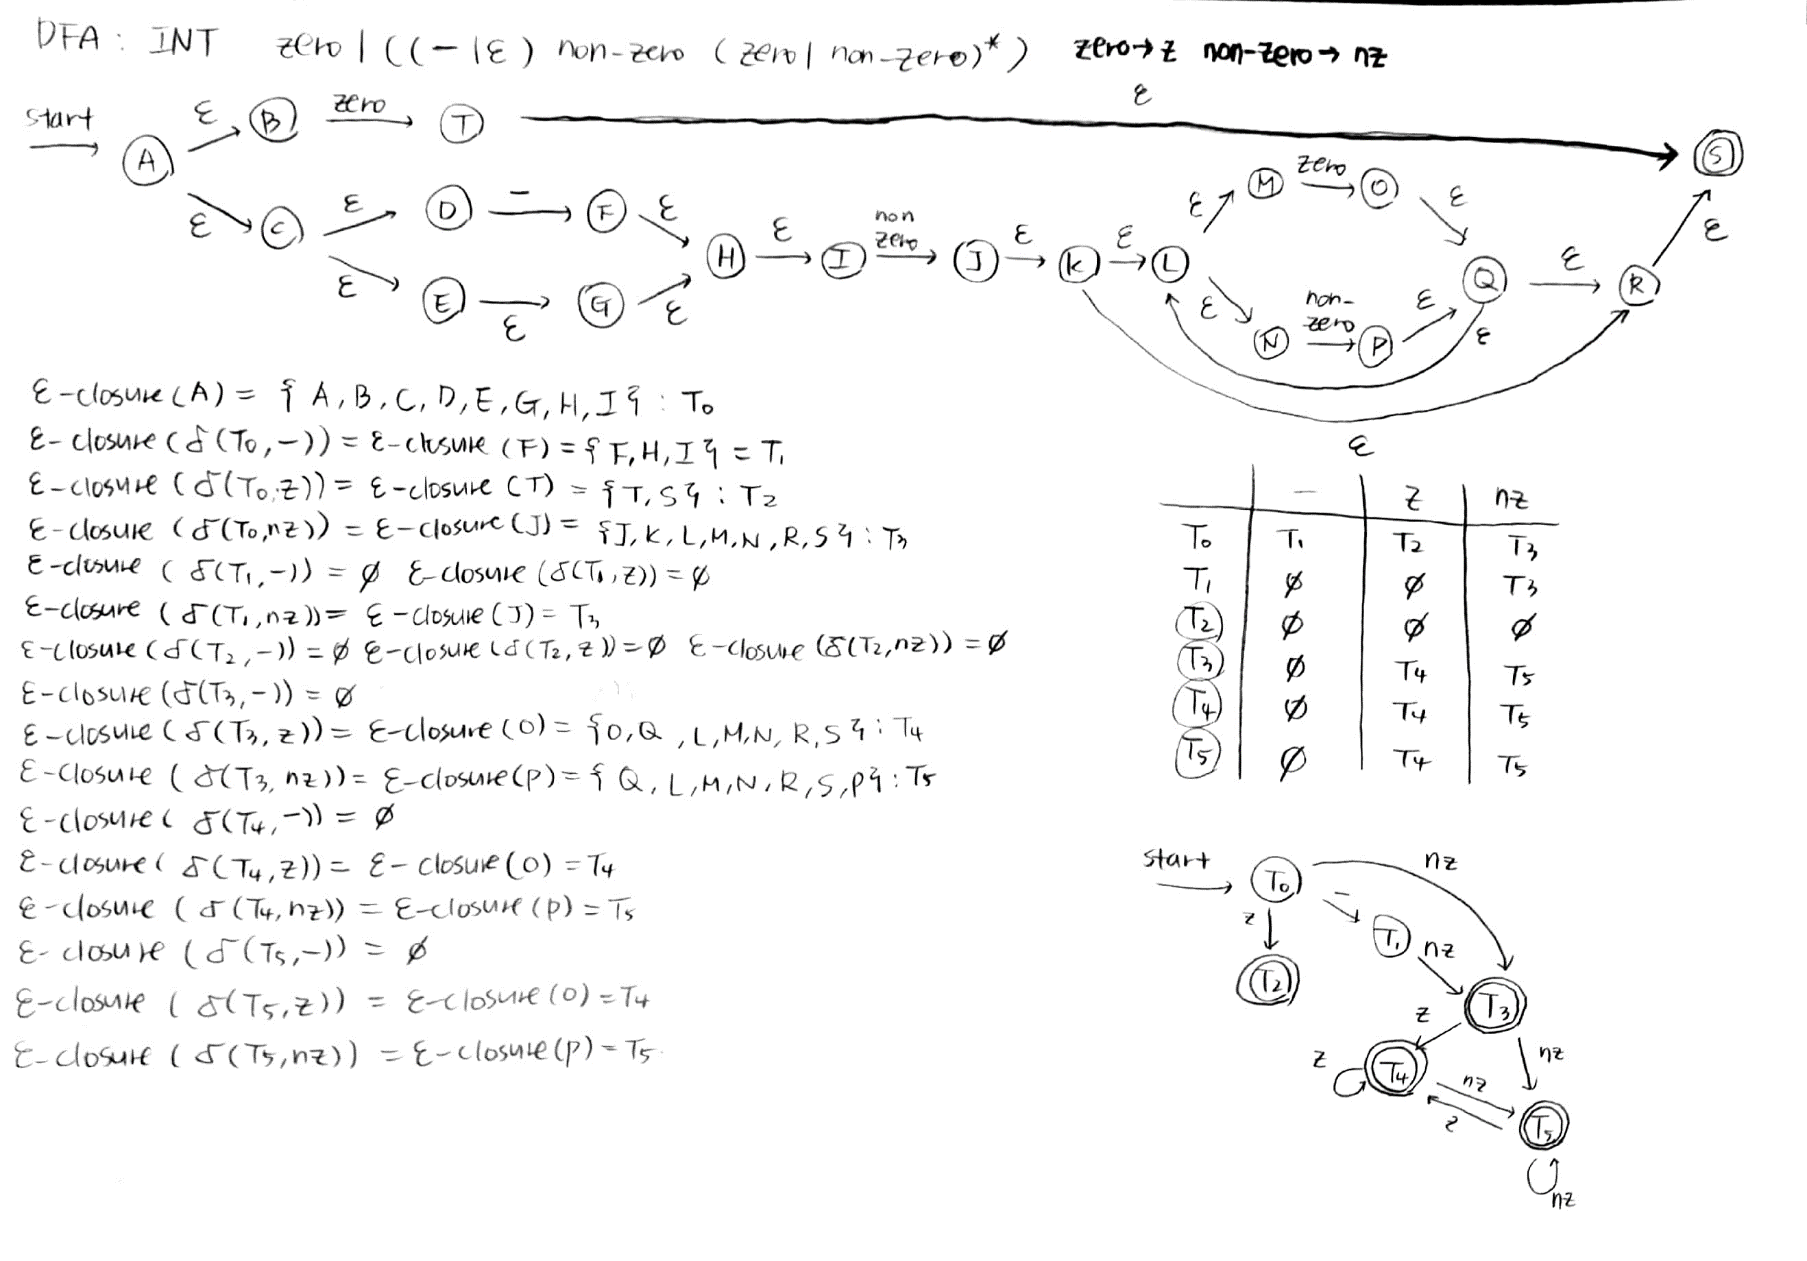 DFA : INT zero | ((-|ε) non-zero (zero | non-zero)*) zero→z non-zero→nz
ε
start A ε B zero T S
ε C ε D - F ε H ε I non zero J ε K ε L ε M zero O ε Q ε R ε
ε E ε G ε ε N non-zero P ε ε
ε
ε-closure(A) = { A, B, C, D, E, G, H, I } : T0
ε-closure(δ(T0,-)) = ε-closure(F) = {F, H, I} = T1
ε-closure(δ(T0,z)) = ε-closure(T) = {T, S} : T2
ε-closure(δ(T0,nz)) = ε-closure(J) = {J, K, L, M, N, R, S} : T3
ε-closure(δ(T1,-)) = ∅ ε-closure(δ(T1,z)) = ∅
ε-closure(δ(T1,nz)) = ε-closure(J) = T3
ε-closure(δ(T2,-)) = ∅ ε-closure(δ(T2,z)) = ∅ ε-closure(δ(T2,nz)) = ∅
ε-closure(δ(T3,-)) = ∅
ε-closure(δ(T3,z)) = ε-closure(O) = {O, Q, L, M, N, R, S} : T4
ε-closure(δ(T3,nz)) = ε-closure(P) = { Q, L, M, N, R, S, P} : T5
ε-closure(δ(T4,-)) = ∅
ε-closure(δ(T4,z)) = ε-closure(O) = T4
ε-closure(δ(T4,nz)) = ε-closure(P) = T5
ε-closure(δ(T5,-)) = ∅
ε-closure(δ(T5,z)) = ε-closure(O) = T4
ε-closure(δ(T5,nz)) = ε-closure(P) = T5
- z nz
T0 T1 T2 T3
T1 ∅ ∅ T3
T2 ∅ ∅ ∅
T3 ∅ T4 T5
T4 ∅ T4 T5
T5 ∅ T4 T5
start T0 nz
z - T1 nz
T2 T3
z nz
z T4 nz
z T5
nz